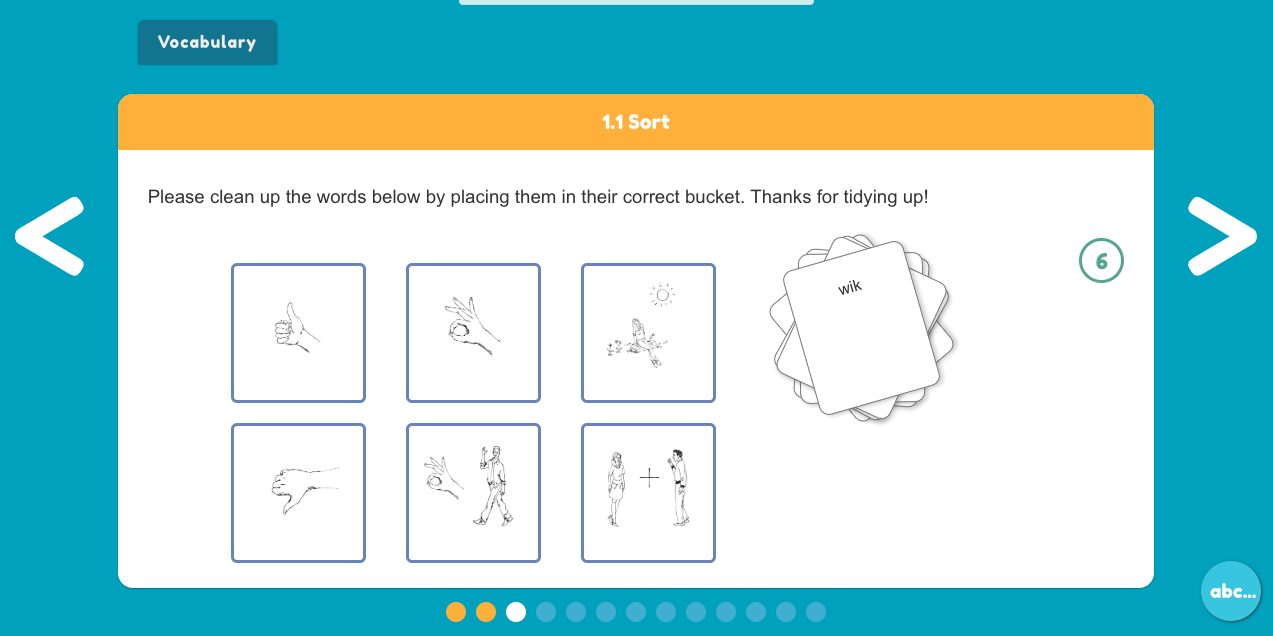 Vocabulary
1.1 Sort
Please clean up the words below by placing them in their correct bucket. Thanks for tidying up!
6
wik
abc...